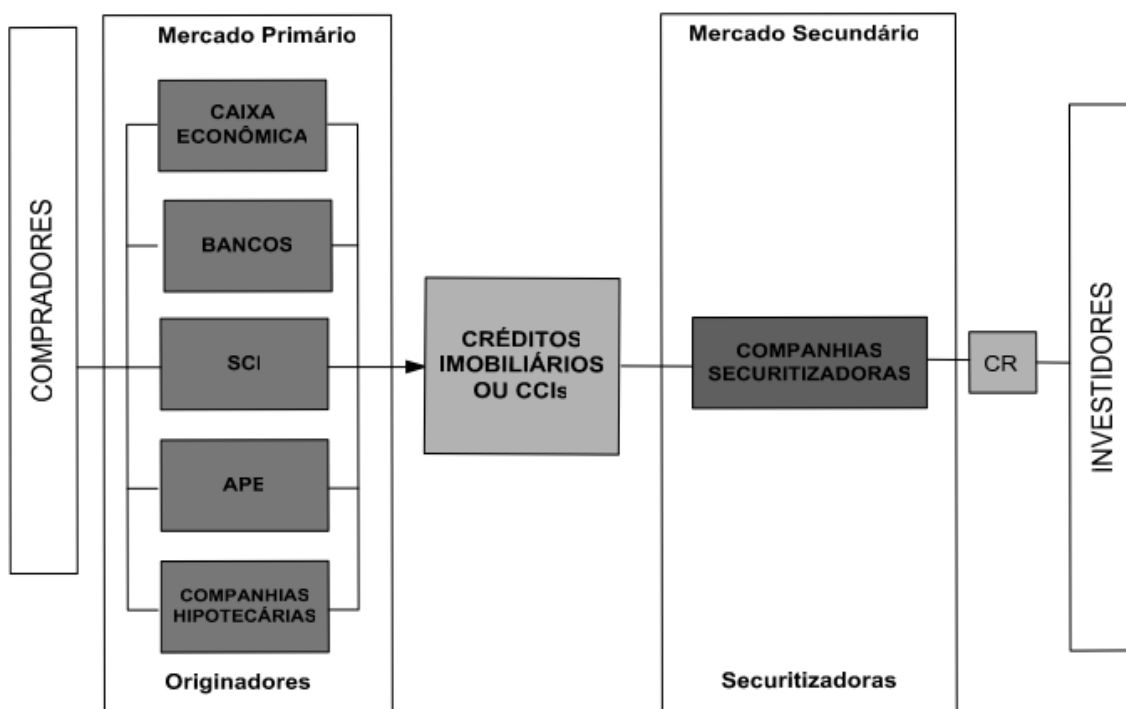 COMPRADORES
Mercado Primário
CAIXA
ECONÔMICA
BANCOS
SCI
APE
COMPANHIAS
HIPOTECÁRIAS
Originadores
CRÉDITOS
IMOBILIÁRIOS
OU CCIs
Mercado Secundário
COMPANHIAS
SECURITIZADORAS
Securitizadoras
CR
INVESTIDORES